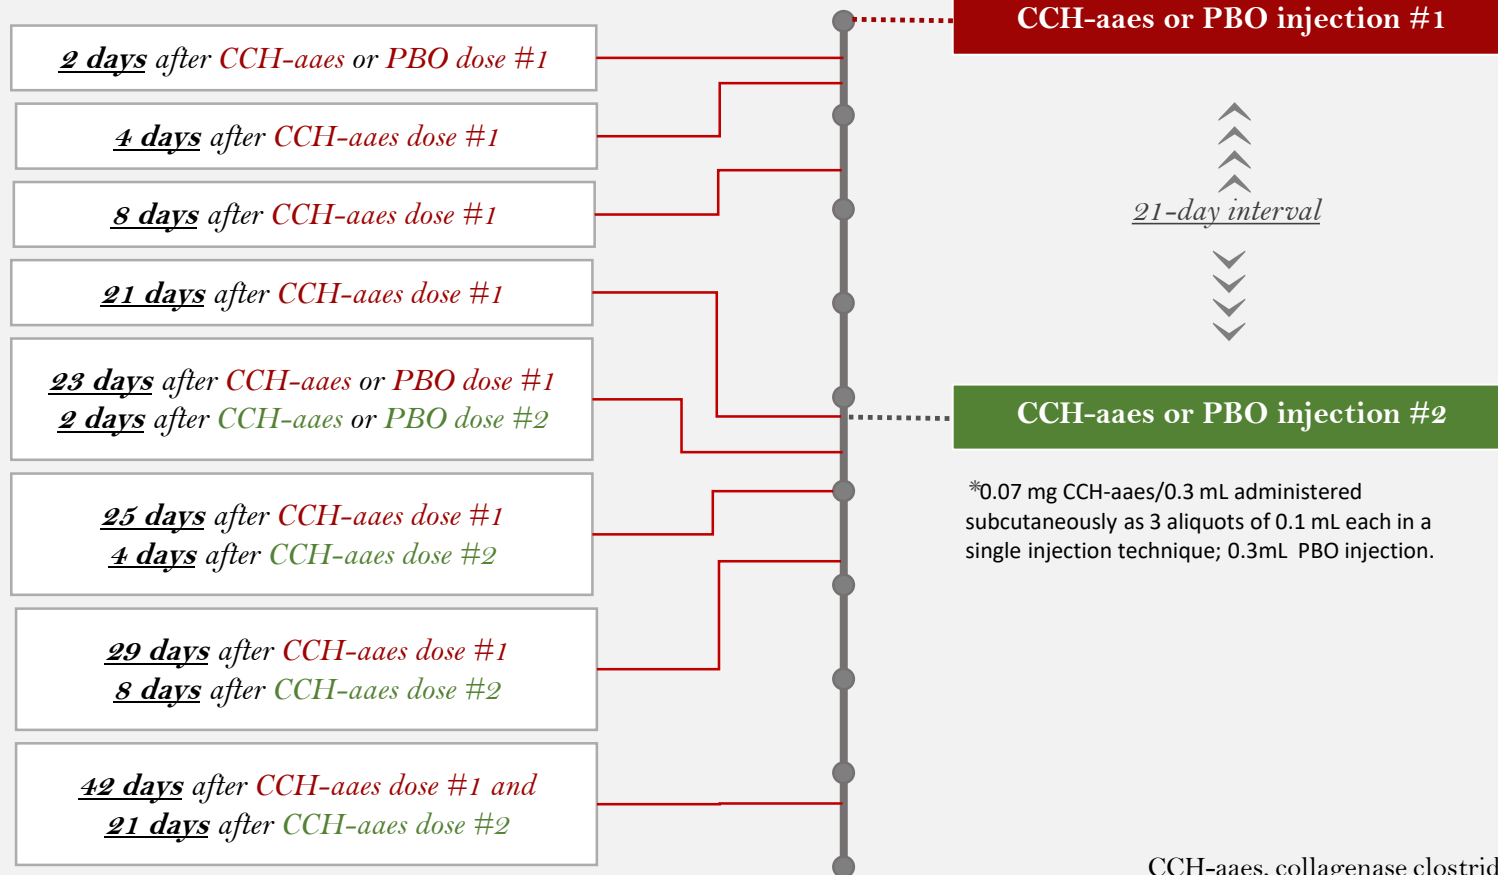 CCH-aaes or PBO injection #1
2 days after CCH-aaes or PBO dose #1
4 days after CCH-aaes dose #1
8 days after CCH-aaes dose #1
21-day interval
21 days after CCH-aaes dose #1
23 days after CCH-aaes or PBO dose #1
2 days after CCH-aaes or PBO dose #2
CCH-aaes or PBO injection #2
*0.07 mg CCH-aaes/0.3 mL administered
subcutaneously as 3 aliquots of 0.1 mL each in a
single injection technique; 0.3mL PBO injection.
25 days after CCH-aaes dose #1
4 days after CCH-aaes dose #2
29 days after CCH-aaes dose #1
8 days after CCH-aaes dose #2
42 days after CCH-aaes dose #1 and
21 days after CCH-aaes dose #2
CCH-aaes, collagenase clostrid